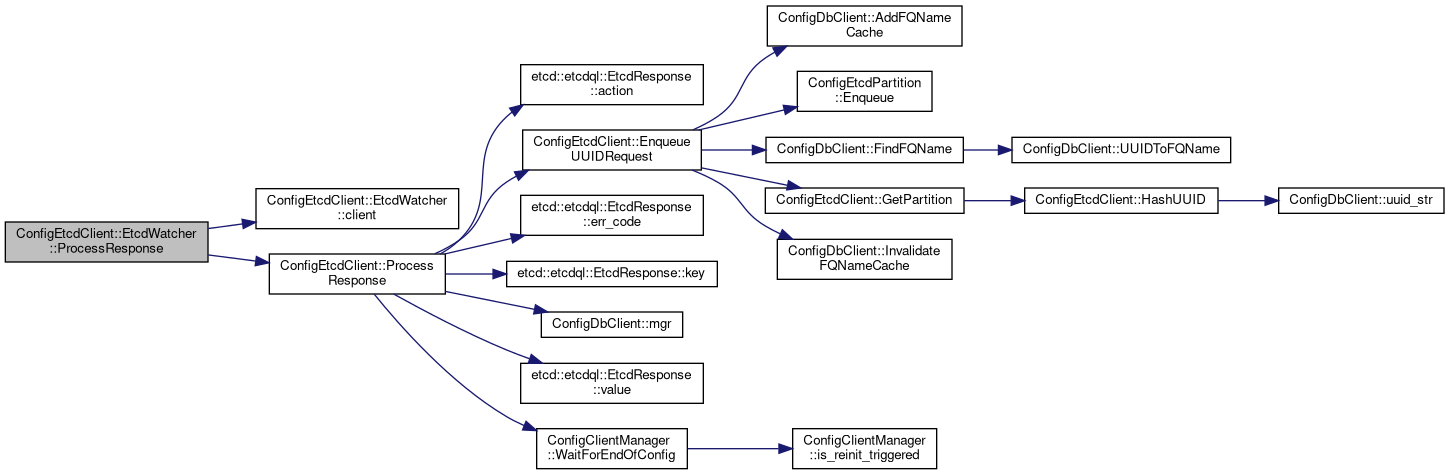 ConfigEtcdClient::EtcdWatcher
::ProcessResponse
ConfigEtcdClient::EtcdWatcher
::client
ConfigEtcdClient::Process
Response
etcd::etcdql::EtcdResponse
::action
ConfigEtcdClient::Enqueue
UUIDRequest
etcd::etcdql::EtcdResponse
::err_code
etcd::etcdql::EtcdResponse::key
ConfigDbClient::mgr
etcd::etcdql::EtcdResponse
::value
ConfigClientManager
::WaitForEndOfConfig
ConfigDbClient::AddFQName
Cache
ConfigEtcdPartition
::Enqueue
ConfigDbClient::FindFQName
ConfigEtcdClient::GetPartition
ConfigDbClient::Invalidate
FQNameCache
ConfigClientManager
::is_reinit_triggered
ConfigDbClient::UUIDToFQName
ConfigEtcdClient::HashUUID
ConfigDbClient::uuid_str